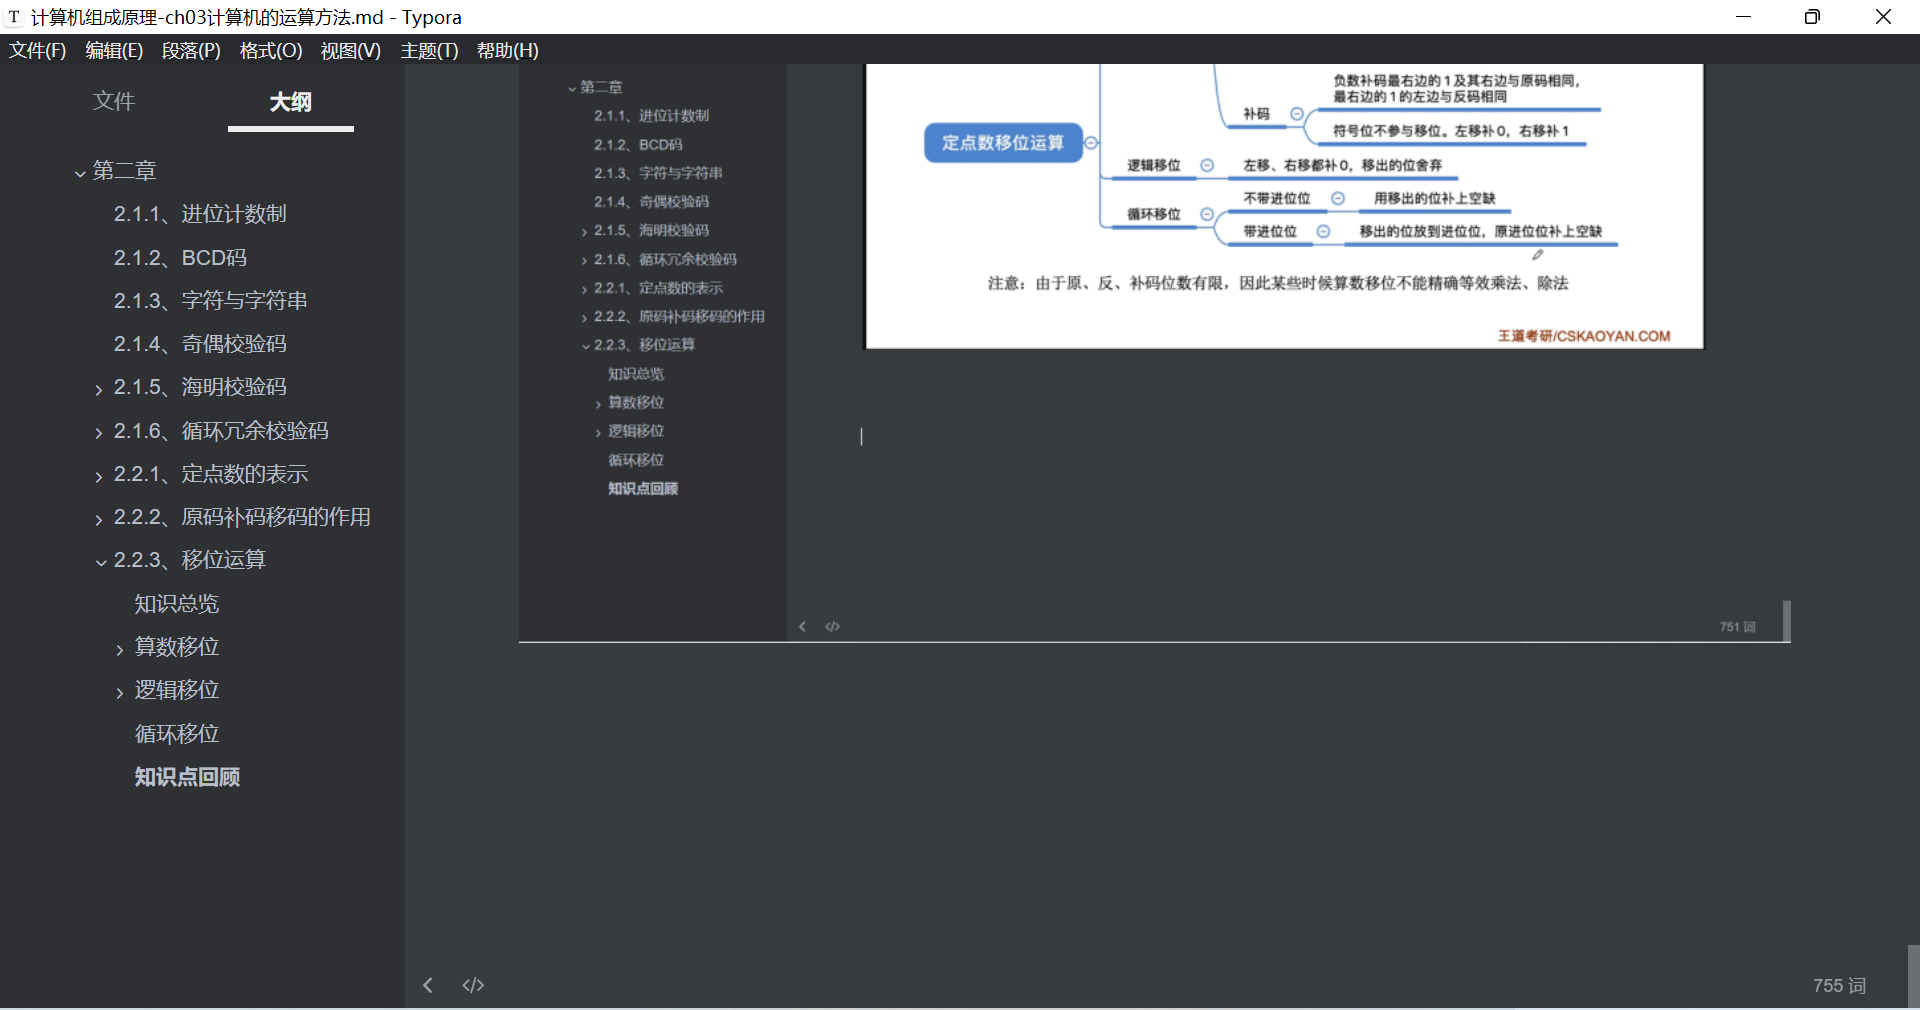 T 计算机组成原理-ch03计算机的运算方法.md - Typora
文件(F) 编辑(E) 段落(P) 格式(O) 视图(V) 主题(T) 帮助(H)
文件 大纲
第二章
2.1.1、进位计数制
2.1.2、BCD码
2.1.3、字符与字符串
2.1.4、奇偶校验码
2.1.5、海明校验码
2.1.6、循环冗余校验码
2.2.1、定点数的表示
2.2.2、原码补码移码的作用
2.2.3、移位运算
知识总览
算数移位
逻辑移位
循环移位
知识点回顾
第二章
2.1.1、进位计数制
2.1.2、BCD码
2.1.3、字符与字符串
2.1.4、奇偶校验码
2.1.5、海明校验码
2.1.6、循环冗余校验码
2.2.1、定点数的表示
2.2.2、原码补码移码的作用
2.2.3、移位运算
知识总览
算数移位
逻辑移位
循环移位
知识点回顾
定点数移位运算
补码
负数补码最右边的1及其右边与原码相同，
最右边的1的左边与反码相同
符号位不参与移位。左移补0，右移补1
逻辑移位
左移、右移都补0，移出的位舍弃
循环移位
不带进位位
用移出的位补上空缺
带进位位
移出的位放到进位位，原进位位补上空缺
注意：由于原、反、补码位数有限，因此某些时候算数移位不能精确等效乘法、除法
王道考研/CSKAOYAN.COM
</> 751 词
</> 755 词